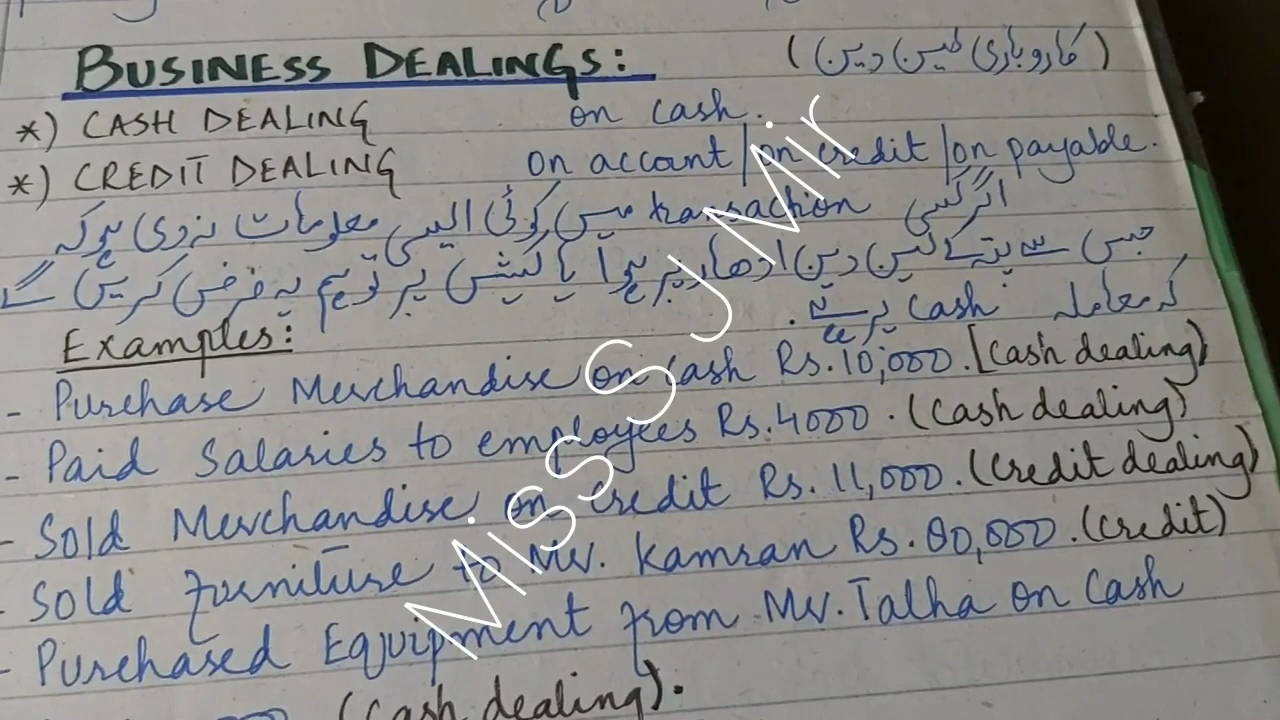 BUSINESS DEALINGS: (کاروباری لین دین)
*) CASH DEALING on cash.
*) CREDIT DEALING on account/on credit/on payable.
اگر کسی transaction میں کوئی ایسی معلومات نہ دی ہو کہ
جس سے پتہ لگے لین دین ادھار پر ہوا یا کیش پر تو ہم یہ فرض کریں گے
کہ معاملہ cash پر ہے.
Examples:
- Purchase Merchandise on cash Rs.10,000.[Cash dealing)
- Paid Salaries to employees Rs.4000.(Cash dealing)
- Sold Merchandise on credit Rs.11,000.(Credit dealing)
- Sold furniture to Mr. Kamran Rs.80,000.(Credit)
- Purchased Equipment from Mr.Talha on Cash
(Cash dealing).
MissS J Mir